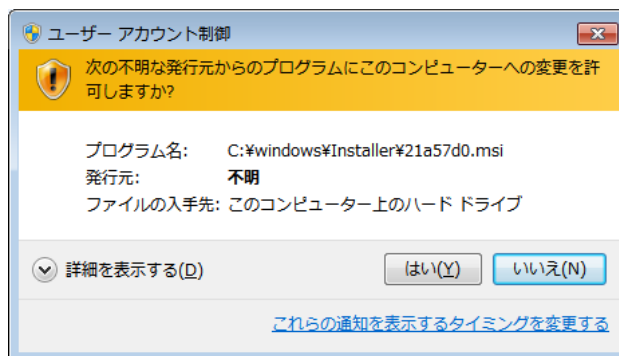 ユーザー アカウント制御
次の不明な発行元からのプログラムにこのコンピューターへの変更を許
可しますか?
プログラム名: C:¥windows¥Installer¥21a57d0.msi
発行元: 不明
ファイルの入手先: このコンピューター上のハード ドライブ
詳細を表示する(D) はい(Y) いいえ(N)
これらの通知を表示するタイミングを変更する